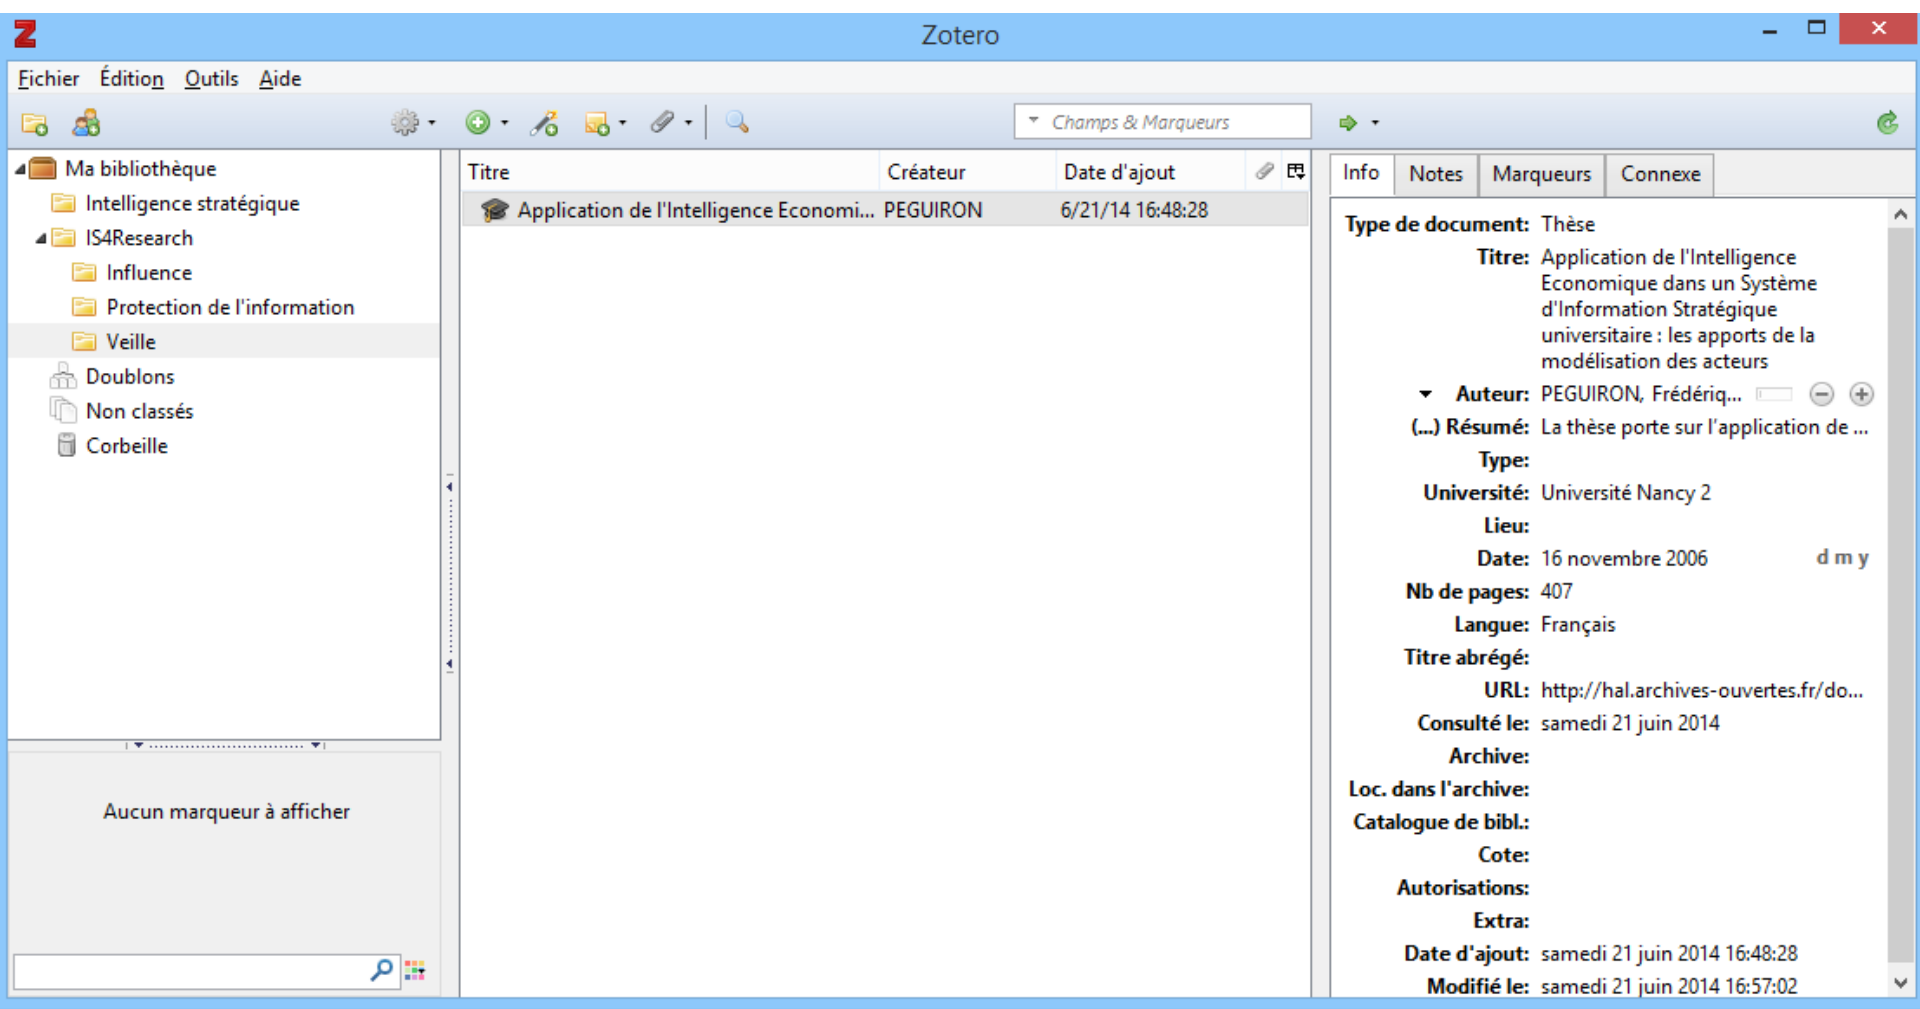 Zotero
Fichier Édition Outils Aide
Champs & Marqueurs
Ma bibliothèque
Intelligence stratégique
IS4Research
Influence
Protection de l'information
Veille
Doublons
Non classés
Corbeille
Aucun marqueur à afficher
Titre Créateur Date d'ajout
Application de l'Intelligence Economi... PEGUIRON 6/21/14 16:48:28
Info Notes Marqueurs Connexe
Type de document: Thèse
Titre: Application de l'Intelligence
Economique dans un Système
d'Information Stratégique
universitaire : les apports de la
modélisation des acteurs
Auteur: PEGUIRON, Frédériq...
(...) Résumé: La thèse porte sur l'application de ...
Type:
Université: Université Nancy 2
Lieu:
Date: 16 novembre 2006 d m y
Nb de pages: 407
Langue: Français
Titre abrégé:
URL: http://hal.archives-ouvertes.fr/do...
Consulté le: samedi 21 juin 2014
Archive:
Loc. dans l'archive:
Catalogue de bibl.:
Cote:
Autorisations:
Extra:
Date d'ajout: samedi 21 juin 2014 16:48:28
Modifié le: samedi 21 juin 2014 16:57:02